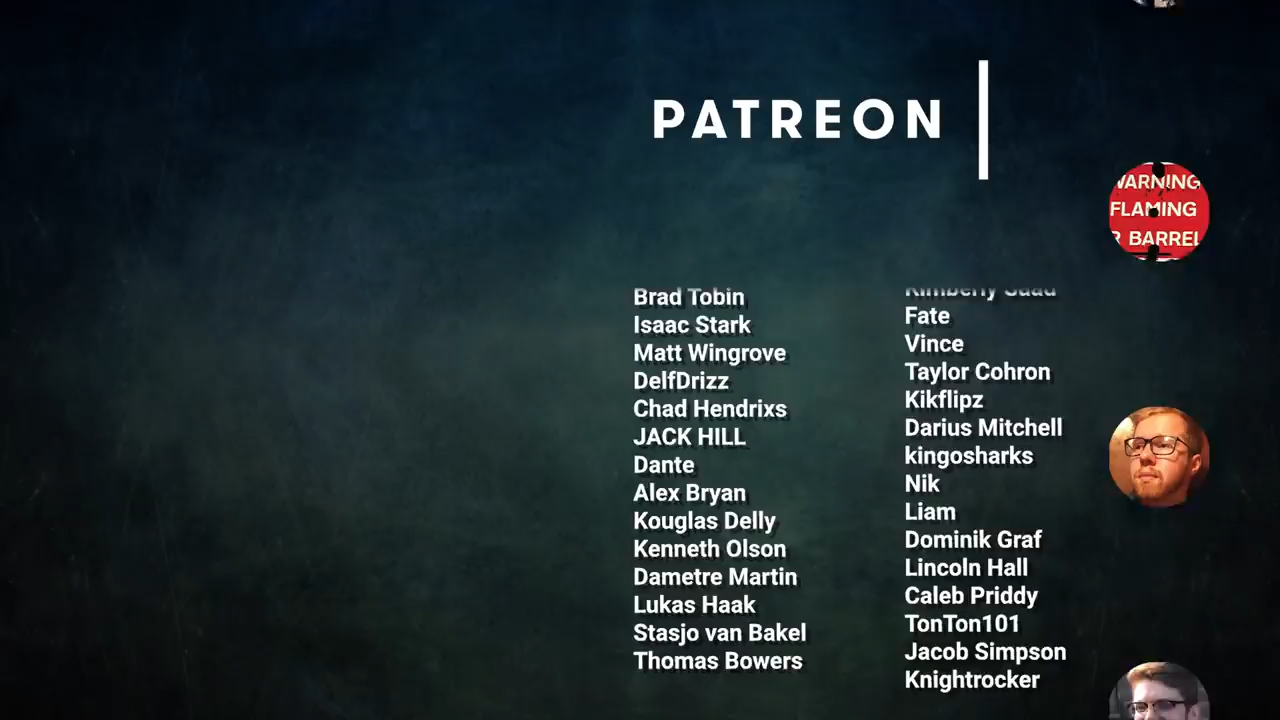 PATREON
WARNING
FLAMING
BARREL
Brad Tobin
Isaac Stark
Matt Wingrove
DelfDrizz
Chad Hendrixs
JACK HILL
Dante
Alex Bryan
Kouglas Delly
Kenneth Olson
Dametre Martin
Lukas Haak
Stasjo van Bakel
Thomas Bowers
Kimberly Saad
Fate
Vince
Taylor Cohron
Kikflipz
Darius Mitchell
kingosharks
Nik
Liam
Dominik Graf
Lincoln Hall
Caleb Priddy
TonTon101
Jacob Simpson
Knightrocker